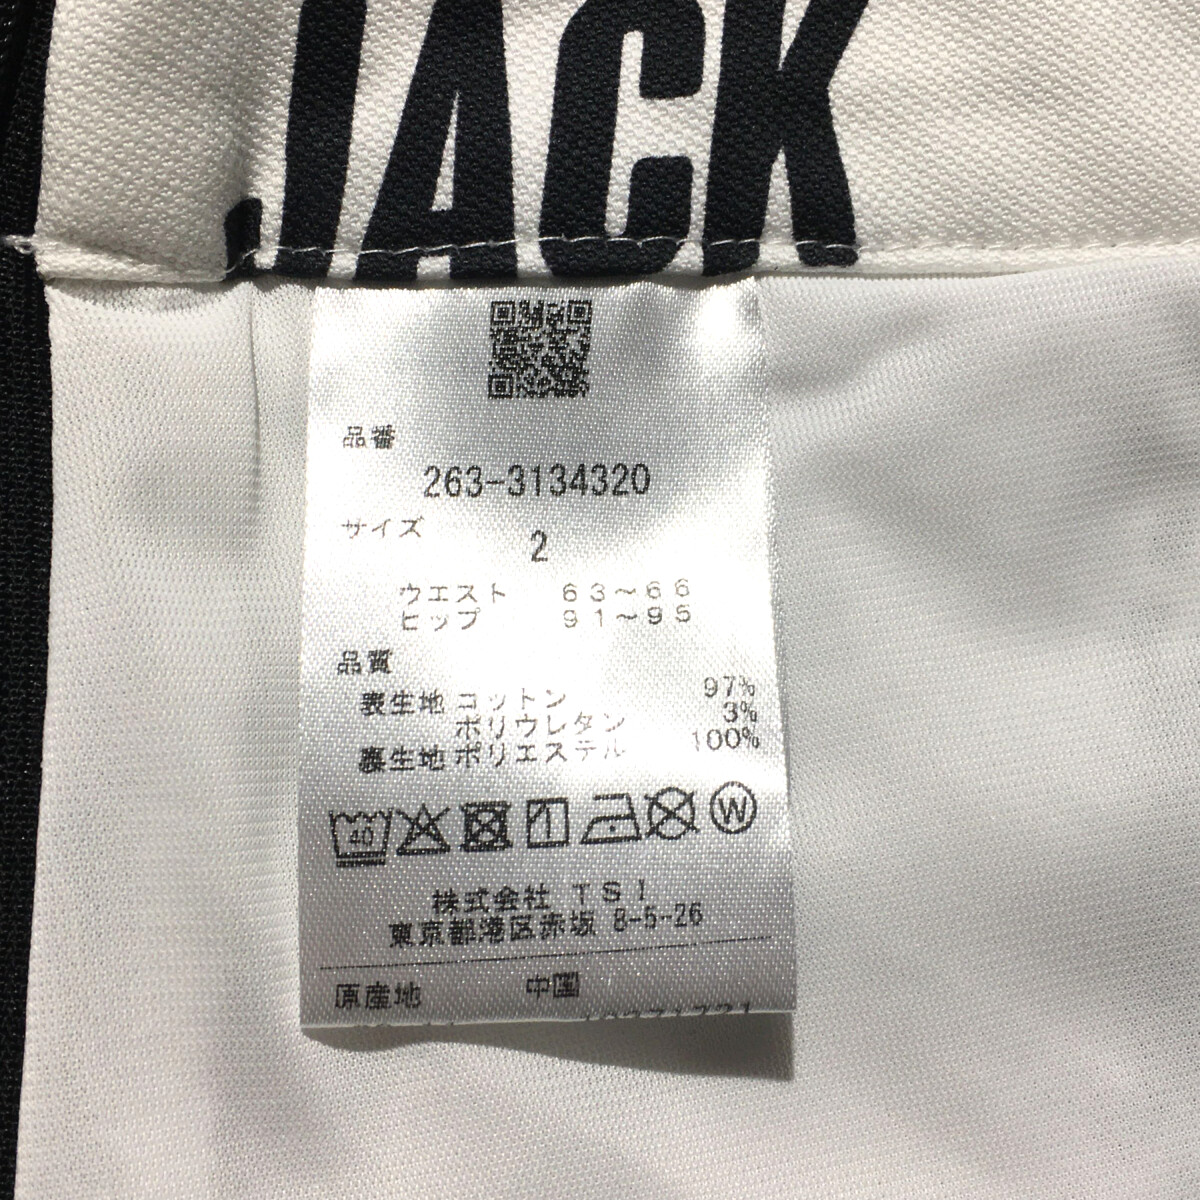 JACK
品番
263-3134320
サイズ
2
ウエスト 63~66
ヒップ 91~95
品質
表生地 コットン 97%
ポリウレタン 3%
裏生地 ポリエステル 100%
40
W
株式会社 TSI
東京都港区赤坂 8-5-26
原産地 中国